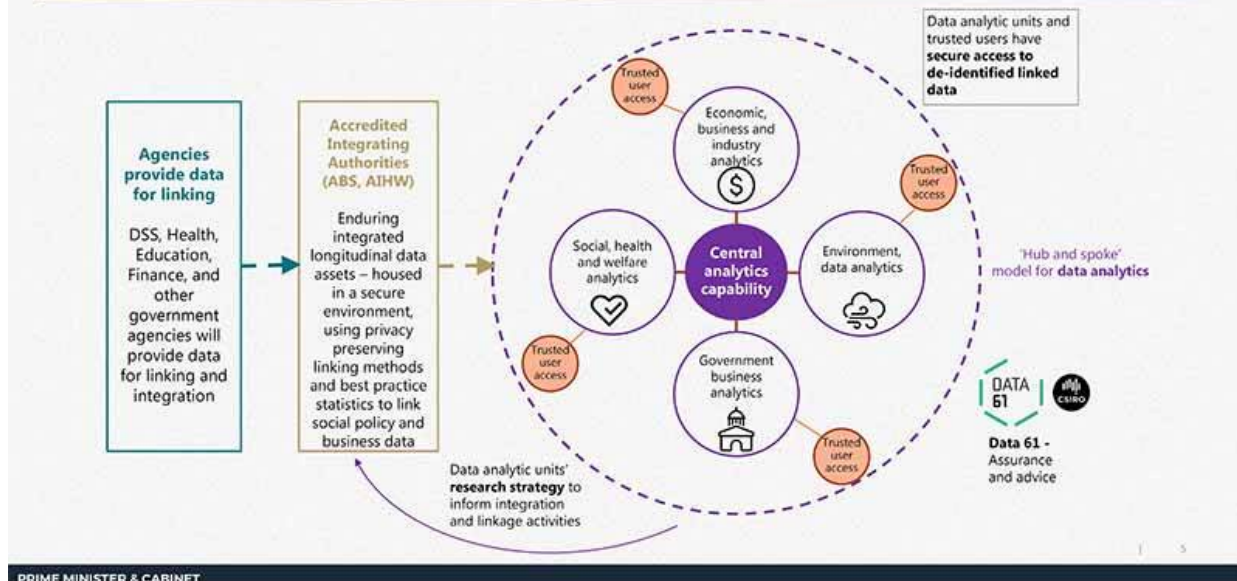 Agencies
provide data
for linking
DSS, Health,
Education,
Finance, and
other
government
agencies will
provide data
for linking and
integration
Accredited
Integrating
Authorities
(ABS, AIHW)
Enduring
integrated
longitudinal data
assets – housed
in a secure
environment,
using privacy
preserving
linking methods
and best practice
statistics to link
social policy and
business data
Data analytic units'
research strategy to
inform integration
and linkage activities
Trusted
user
access
Economic,
business and
industry
analytics
$
Trusted
user
access
Social, health
and welfare
analytics
Central
analytics
capability
Environment,
data analytics
Trusted
user
access
Government
business
analytics
Trusted
user
access
Data analytic units and
trusted users have
secure access to
de-identified linked
data
'Hub and spoke'
model for data analytics
DATA
61
CSIRO
Data 61 -
Assurance
and advice
| 5
PRIME MINISTER & CABINET